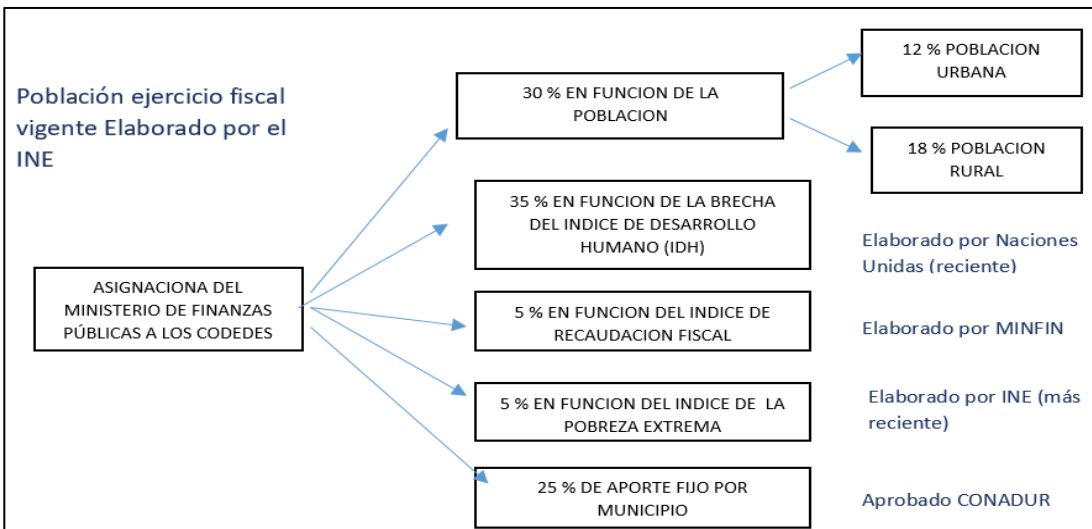 Población ejercicio fiscal
vigente Elaborado por el
INE
ASIGNACIONA DEL
MINISTERIO DE FINANZAS
PÚBLICAS A LOS CODEDES
30 % EN FUNCION DE LA
POBLACION
12 % POBLACION
URBANA
18 % POBLACION
RURAL
35 % EN FUNCION DE LA BRECHA
DEL INDICE DE DESARROLLO
HUMANO (IDH)
Elaborado por Naciones
Unidas (reciente)
5 % EN FUNCION DEL INDICE DE
RECAUDACION FISCAL
Elaborado por MINFIN
5 % EN FUNCION DEL INDICE DE LA
POBREZA EXTREMA
Elaborado por INE (más
reciente)
25 % DE APORTE FIJO POR
MUNICIPIO
Aprobado CONADUR